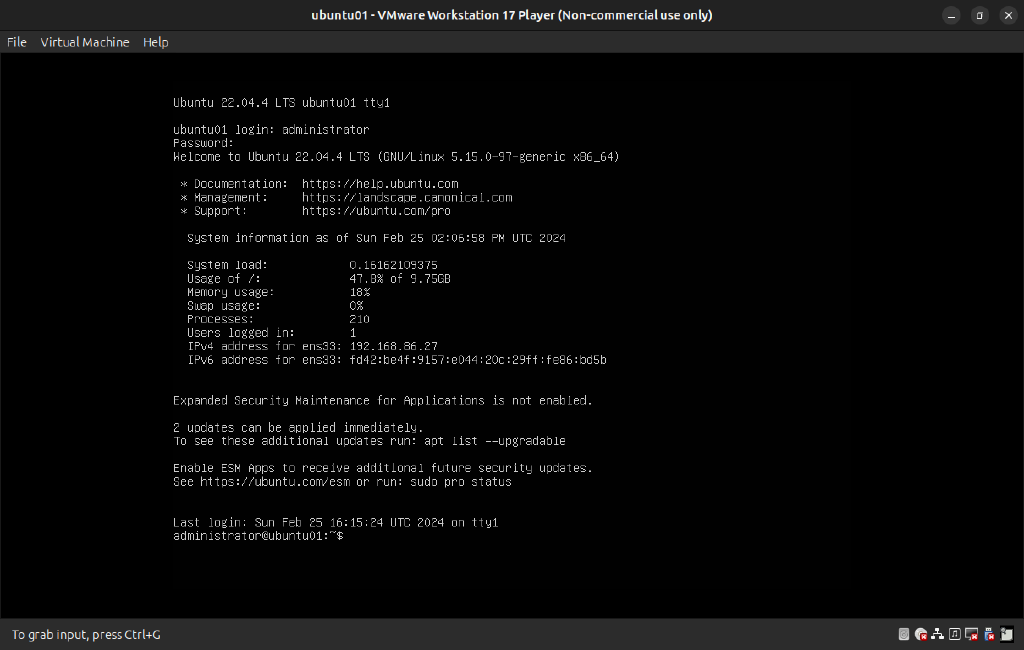 ubuntu01 - VMware Workstation 17 Player (Non-commercial use only)
File Virtual Machine Help
Ubuntu 22.04.4 LTS ubuntu01 tty1
ubuntu01 login: administrator
Password:
Welcome to Ubuntu 22.04.4 LTS (GNU/Linux 5.15.0-97-generic x86_64)
* Documentation: https://help.ubuntu.com
* Management: https://landscape.canonical.com
* Support: https://ubuntu.com/pro
System information as of Sun Feb 25 02:06:58 PM UTC 2024
System load: 0.16162109375
Usage of /: 47.8% of 9.75GB
Memory usage: 18%
Swap usage: 0%
Processes: 210
Users logged in: 1
IPv4 address for ens33: 192.168.86.27
IPv6 address for ens33: fd42:be4f:9157:e044:20c:29ff:fe86:bd5b
Expanded Security Maintenance for Applications is not enabled.
2 updates can be applied immediately.
To see these additional updates run: apt list --upgradable
Enable ESM Apps to receive additional future security updates.
See https://ubuntu.com/esm or run: sudo pro status
Last login: Sun Feb 25 16:15:24 UTC 2024 on tty1
administrator@ubuntu01:~$
To grab input, press Ctrl+G